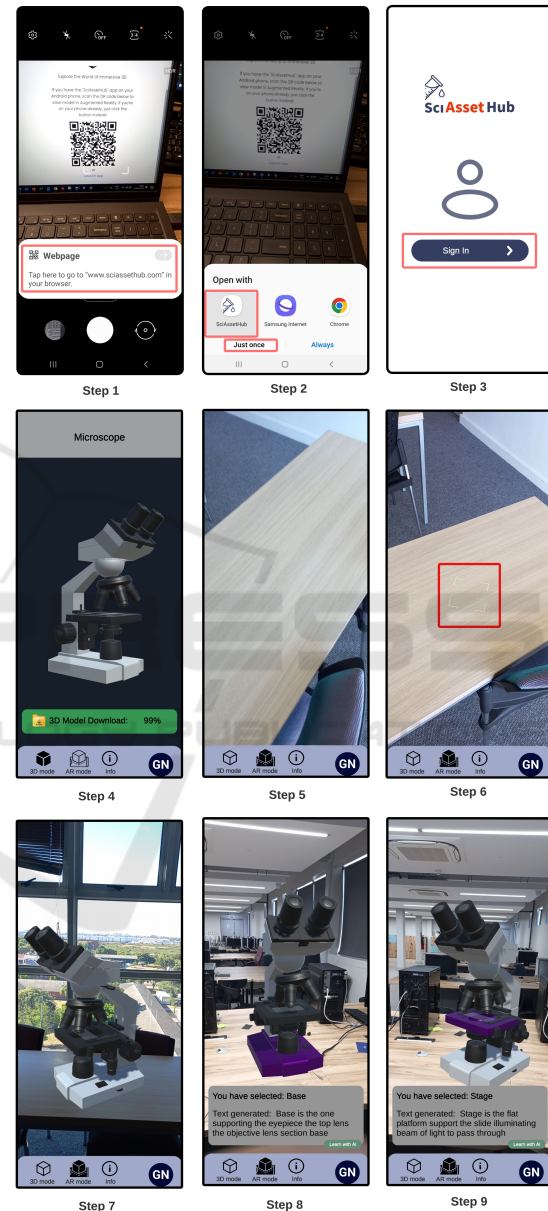 OFF
3:4
Explore the World of Immersive 3D
If you have the "SciAssetHub" app on your
Android phone, scan the QR code below to
view model in Augmented Reality. If you're
on your phone already, just click the
button instead.
Launch app
Webpage
Tap here to go to "www.sciassethub.com" in
your browser.
Step 1
OFF
3:4
If you have the "SciAssetHub" app on your
Android phone, scan the QR code below to
view model in Augmented Reality. If you're
on your phone already, just click the
button instead.
Launch app
Open with
SciAssetHub
Samsung Internet
Chrome
Just once
Always
Step 2
Sci Asset Hub
Sign In
Step 3
Microscope
3D Model Download: 99%
3D mode
AR mode
Info
GN
Step 4
3D mode
AR mode
Info
GN
Step 5
3D mode
AR mode
Info
GN
Step 6
3D mode
AR mode
Info
GN
Step 7
You have selected: Base
Text generated: Base is the one
supporting the eyepiece the top lens
the objective lens section base
Learn with AI
3D mode
AR mode
Info
GN
Step 8
You have selected: Stage
Text generated: Stage is the flat
platform support the slide illuminating
beam of light to pass through
Learn with AI
3D mode
AR mode
Info
GN
Step 9